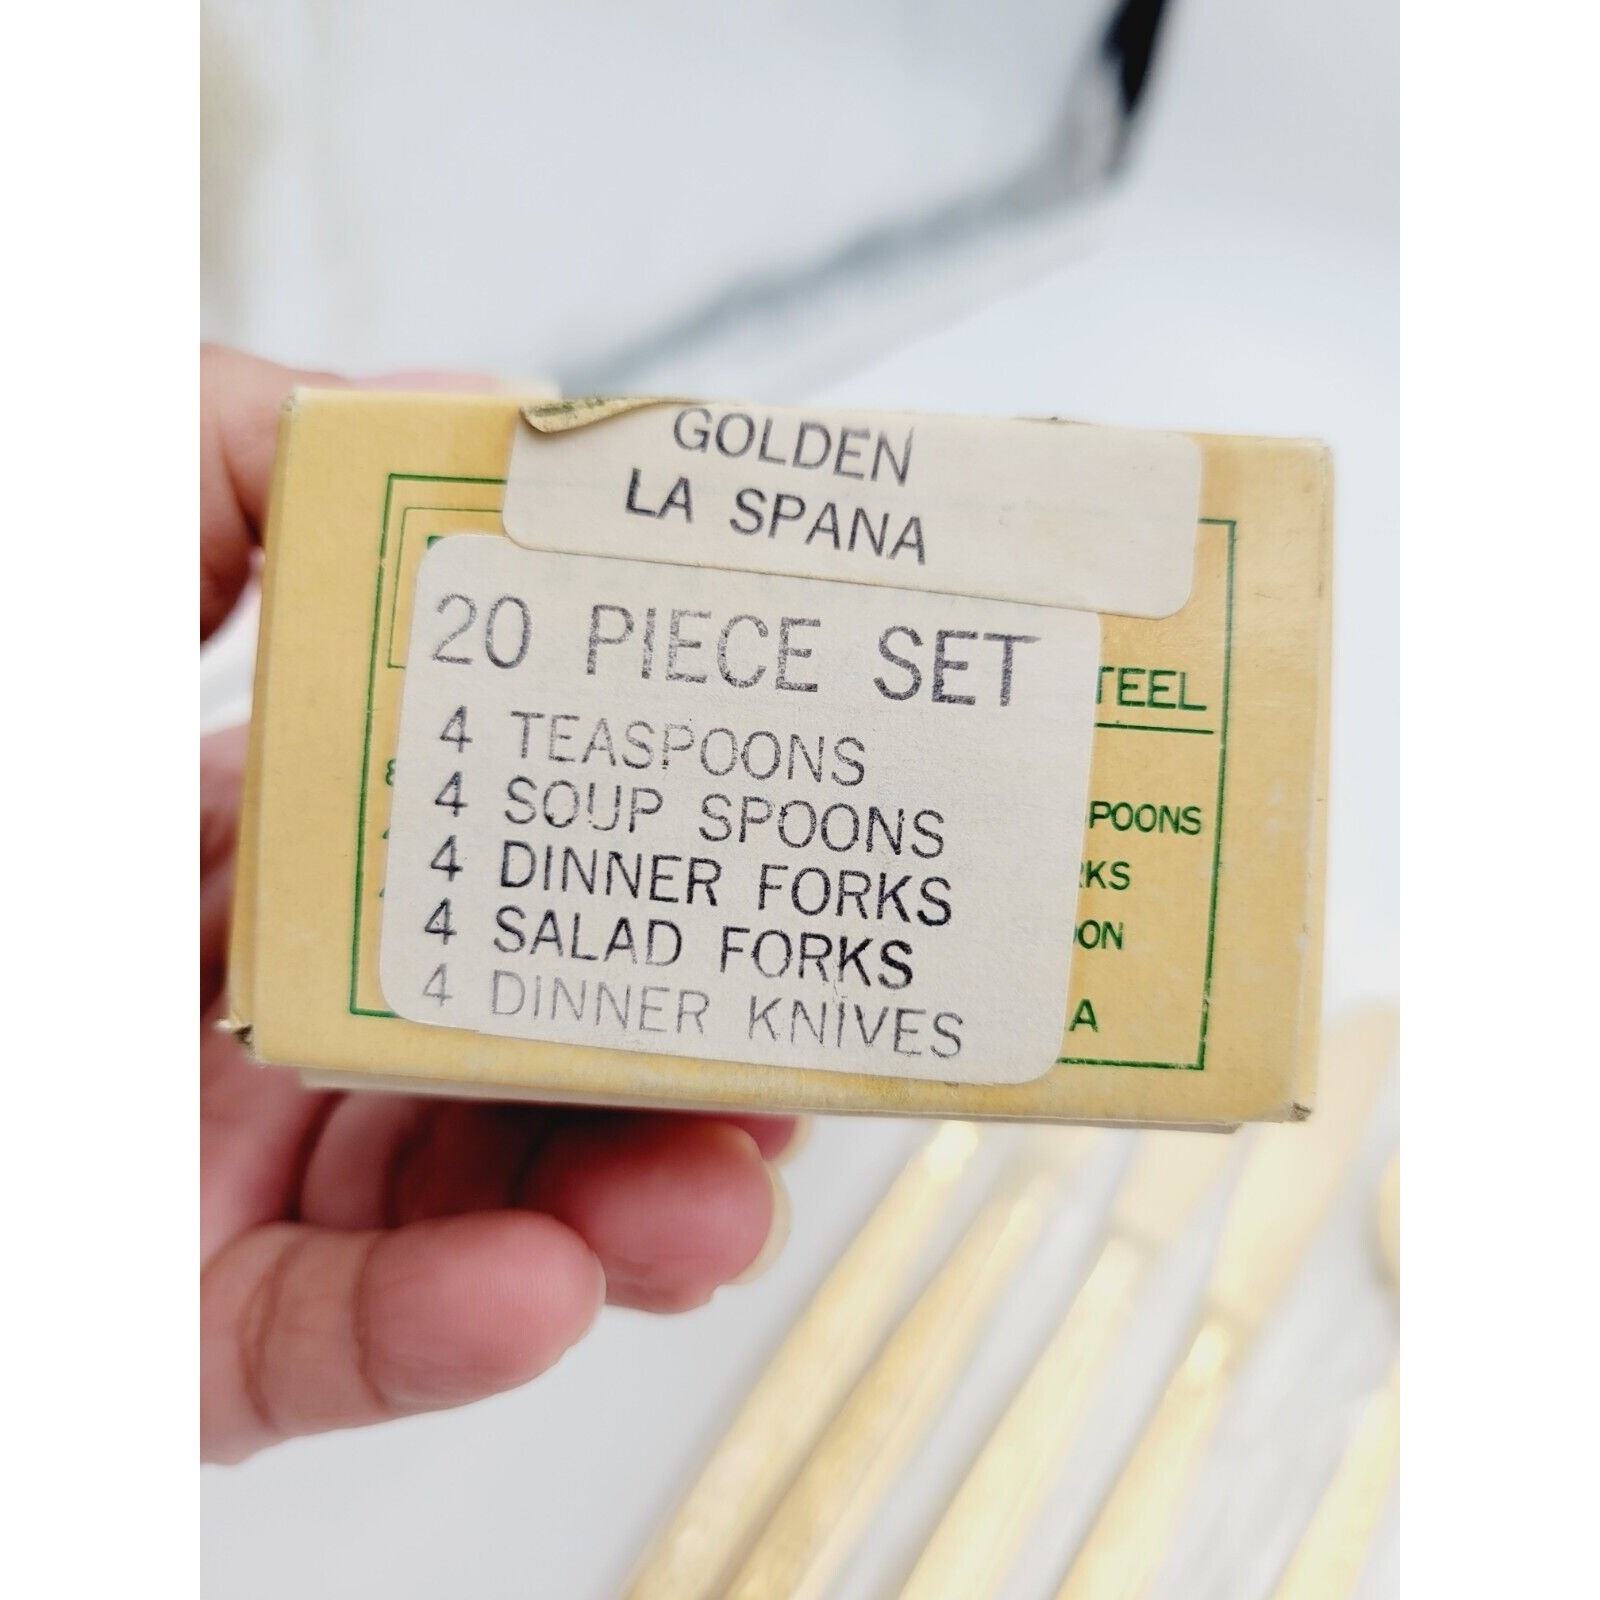 GOLDEN
LA SPANA
20 PIECE SET
TEEL
4 TEASPOONS
4 SOUP SPOONS
POONS
4 DINNER FORKS
RKS
4 SALAD FORKS
OON
4 DINNER KNIVES
A